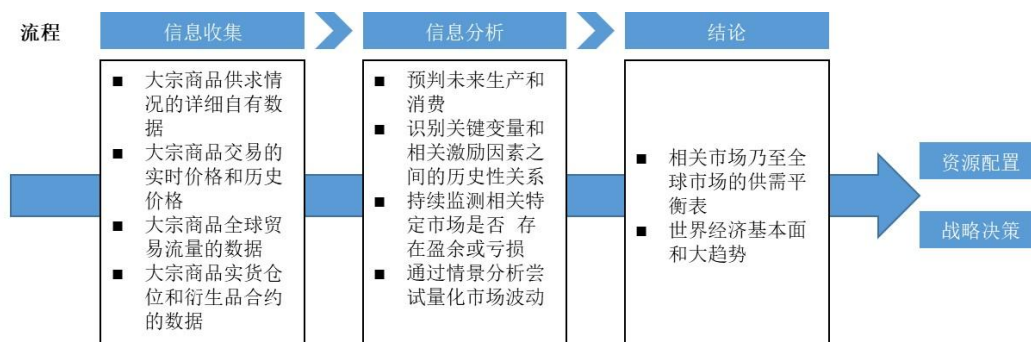 流程
信息收集
信息分析
结论
■ 大宗商品供求情
况的详细自有数
据
■ 大宗商品交易的
实时价格和历史
价格
■ 大宗商品全球贸
易流量的数据
■ 大宗商品实货仓
位和衍生品合约
的数据
■ 预判未来生产和
消费
■ 识别关键变量和
相关激励因素之
间的历史性关系
■ 持续监测相关特
定市场是否 存
在盈余或亏损
■ 通过情景分析尝
试量化市场波动
■ 相关市场乃至全
球市场的供需平
衡表
■ 世界经济基本面
和大趋势
资源配置
战略决策